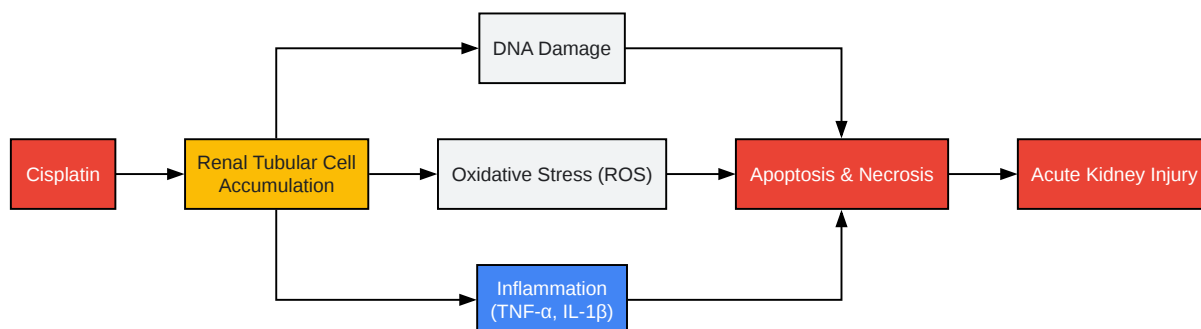 DNA Damage
Cisplatin
Renal Tubular Cell
Accumulation
Oxidative Stress (ROS)
Apoptosis & Necrosis
Acute Kidney Injury
Inflammation
(TNF-α, IL-1β)